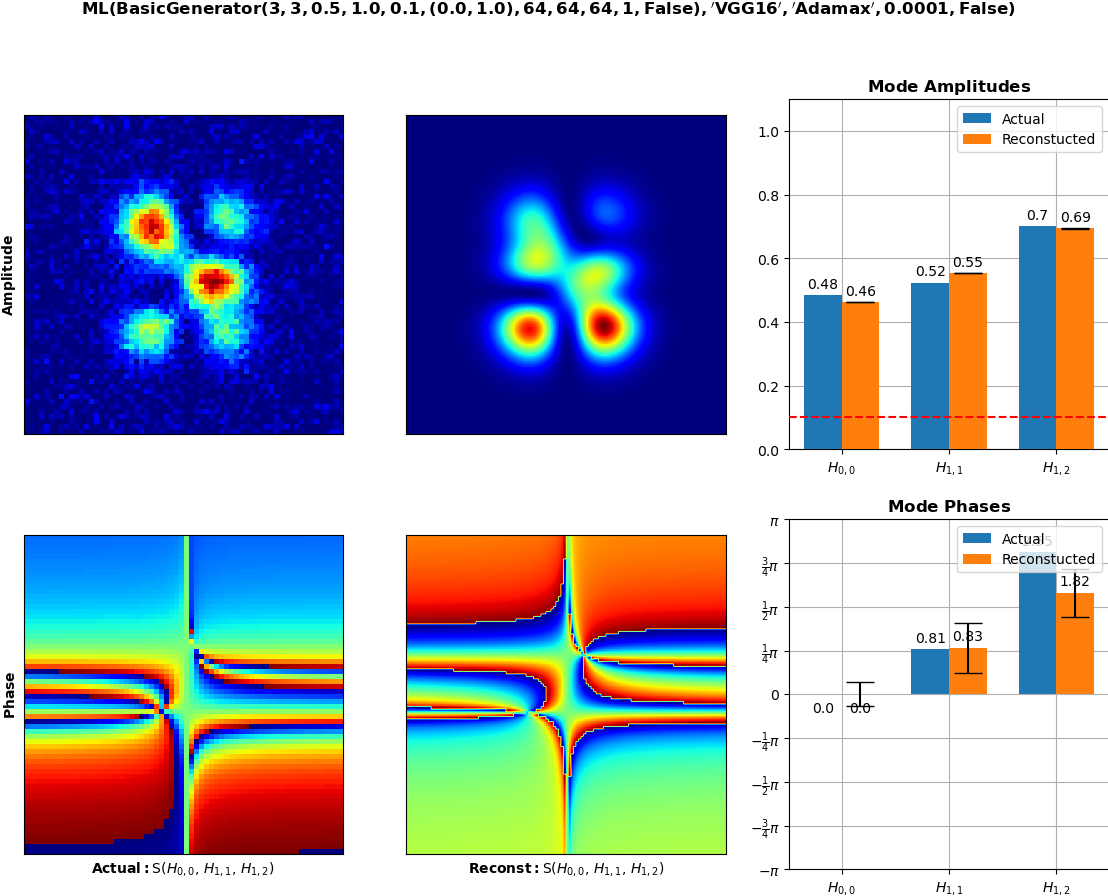 ML(BasicGenerator(3, 3, 0.5, 1.0, 0.1, (0.0, 1.0), 64, 64, 64, 1, False), ′VGG16′, ′Adamax′, 0.0001, False)
Mode Amplitudes
Amplitude
Actual
Reconstucted
1.0
0.8
0.6
0.4
0.2
0.0
0.48
0.46
0.52
0.55
0.7
0.69
H0,0
H1,1
H1,2
Mode Phases
Phase
Actual
Reconstucted
π
3/4π
1/2π
1/4π
0
−1/4π
−1/2π
−3/4π
−π
0.0
0.0
0.81
0.83
1.82
H0,0
H1,1
H1,2
Actual: S(H0,0, H1,1, H1,2)
Reconst: S(H0,0, H1,1, H1,2)